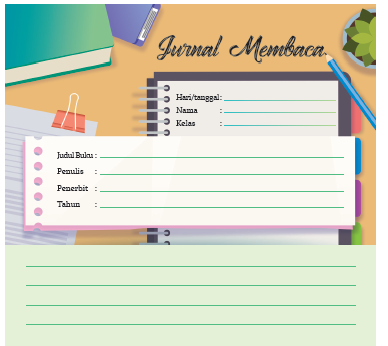 Jurnal Membaca
Hari/tanggal:
Nama :
Kelas :
Judul Buku :
Penulis :
Penerbit :
Tahun :